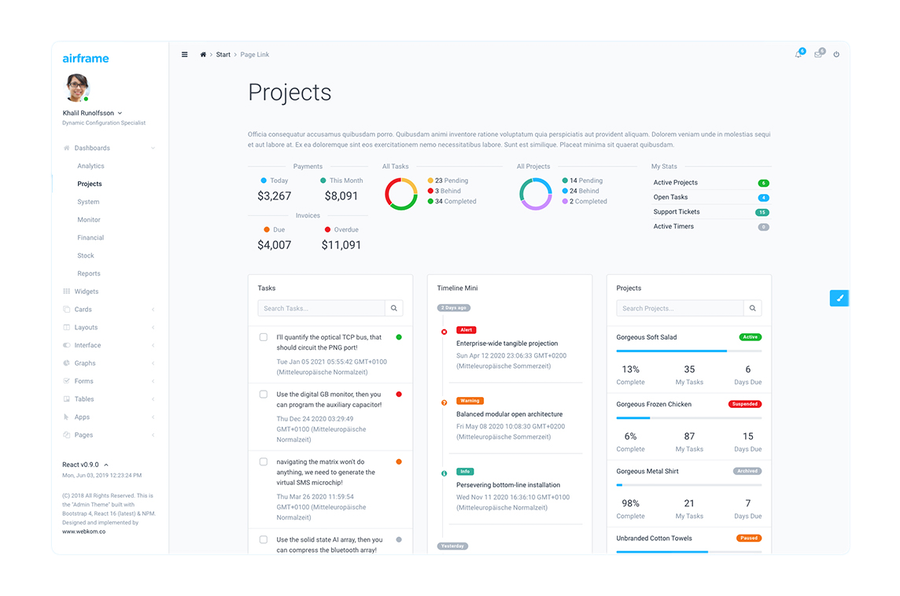 airframe
Khalil Runolfsson
Dynamic Configuration Specialist
Dashboards
Analytics
Projects
System
Monitor
Financial
Stock
Reports
Widgets
Cards
Layouts
Interface
Graphs
Forms
Tables
Apps
Pages
React v0.9.0
Mon, Jun 03, 2019 12:23:24 PM
(C) 2018 All Rights Reserved. This is
the "Admin Theme" built with
Bootstrap 4, React 16 (latest) & NPM.
Designed and implemented by
www.webkom.co
Start > Page Link
Projects
Officia consequatur accusamus quibusdam porro. Quibusdam animi inventore ratione voluptatum quia perspiciatis aut provident aliquam. Dolorem veniam unde in molestias sequi
et aut labore at. Ex ea doloremque sint eos exercitationem nemo necessitatibus labore. Sunt est similique. Placeat minima sit quaerat quibusdam.
Payments
Today
$3,267
This Month
$8,091
Invoices
Due
$4,007
Overdue
$11,091
All Tasks
23 Pending
3 Behind
34 Completed
All Projects
14 Pending
24 Behind
2 Completed
My Stats
Active Projects 6
Open Tasks 4
Support Tickets 15
Active Timers 0
Tasks
Search Tasks...
I'll quantify the optical TCP bus, that
should circuit the PNG port!
Tue Jan 05 2021 05:55:42 GMT+0100
(Mitteleuropäische Normalzeit)
Use the digital GB monitor, then you
can program the auxiliary capacitor!
Thu Dec 24 2020 03:29:49
GMT+0100 (Mitteleuropäische
Normalzeit)
navigating the matrix won't do
anything, we need to generate the
virtual SMS microchip!
Thu Mar 26 2020 11:59:54
GMT+0100 (Mitteleuropäische
Normalzeit)
Use the solid state AI array, then you
can compress the bluetooth array!
Timeline Mini
2 Days ago
Alert
Enterprise-wide tangible projection
Sun Apr 12 2020 23:06:33 GMT+0200
(Mitteleuropäische Sommerzeit)
Warning
Balanced modular open architecture
Fri May 08 2020 10:08:30 GMT+0200
(Mitteleuropäische Sommerzeit)
Info
Persevering bottom-line installation
Wed Nov 11 2020 16:36:10 GMT+0100
(Mitteleuropäische Normalzeit)
Yesterday
Projects
Search Projects...
Gorgeous Soft Salad Active
13% 35 6
Complete My Tasks Days Due
Gorgeous Frozen Chicken Suspended
6% 87 15
Complete My Tasks Days Due
Gorgeous Metal Shirt Archived
98% 21 7
Complete My Tasks Days Due
Unbranded Cotton Towels Paused